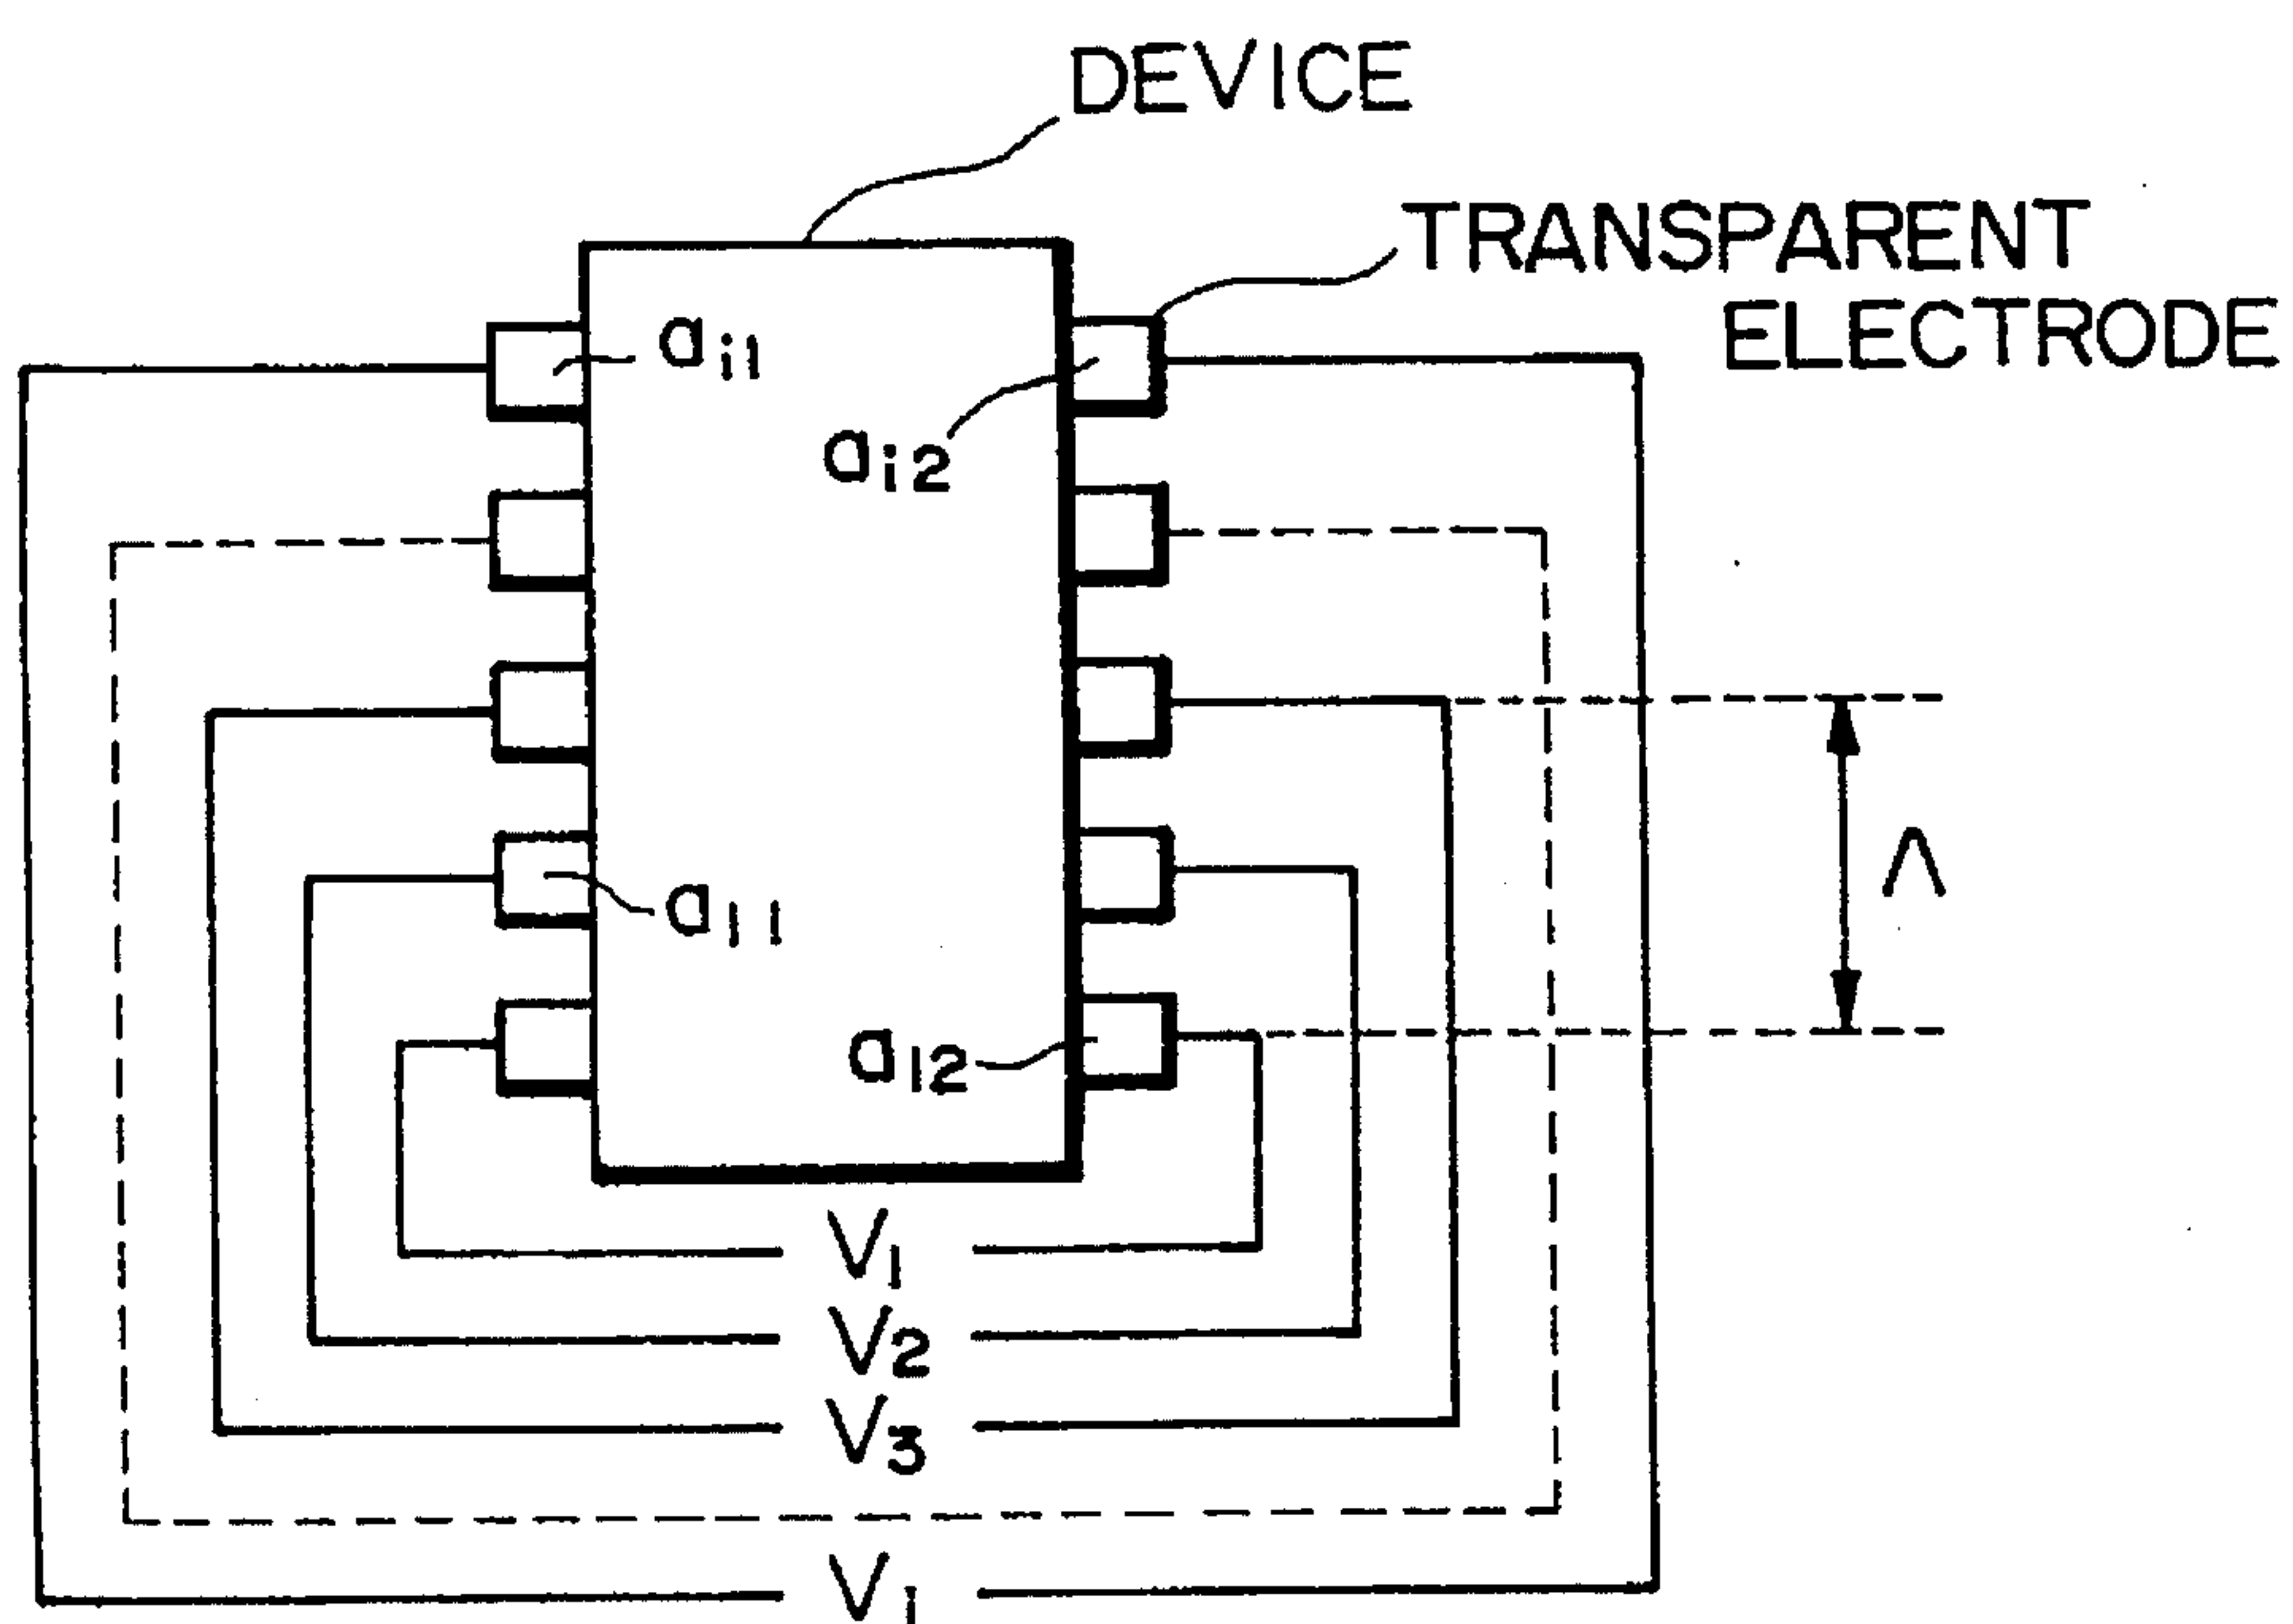 DEVICE
TRANSPARENT
ELECTRODE
ai1
ai2
a11
Λ
a12
V1
V2
V3
Vi